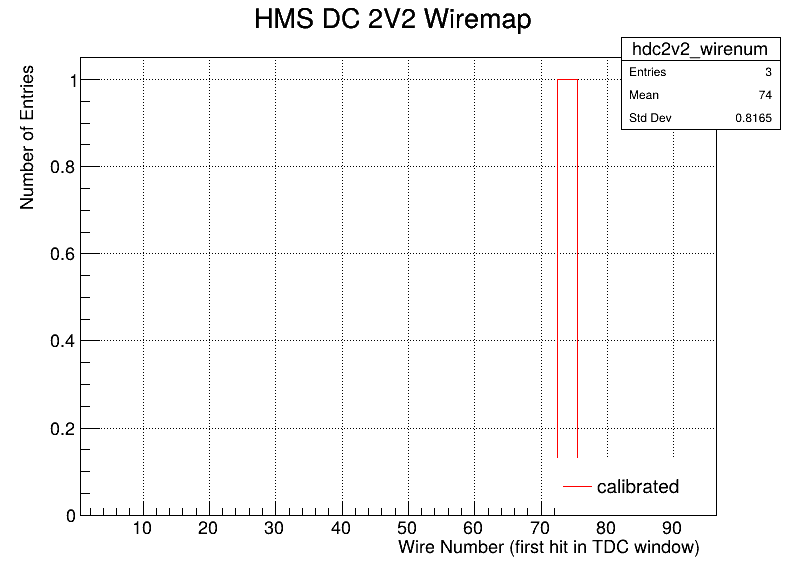 HMS DC 2V2 Wiremap
hdc2v2_wirenum
Entries 3
Mean 74
Std Dev 0.8165
Number of Entries
1
0.8
0.6
0.4
0.2
0
10 20 30 40 50 60 70 80 90
Wire Number (first hit in TDC window)
calibrated